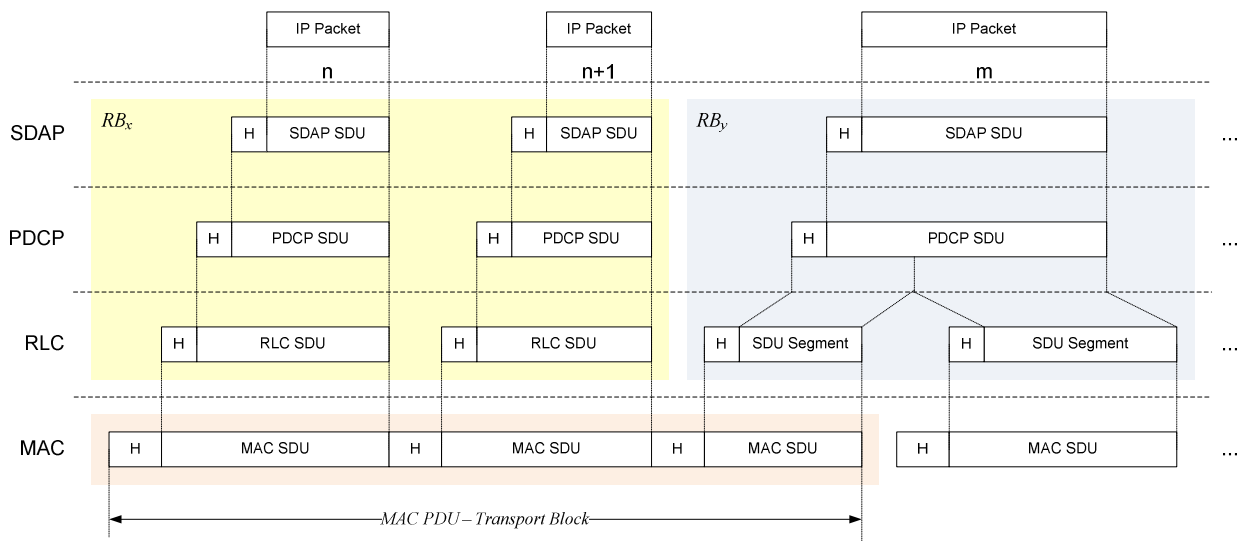 IP Packet IP Packet IP Packet
n n+1 m
RBx RBy
SDAP H SDAP SDU H SDAP SDU H SDAP SDU ...
PDCP H PDCP SDU H PDCP SDU H PDCP SDU ...
RLC H RLC SDU H RLC SDU H SDU Segment H SDU Segment ...
MAC H MAC SDU H MAC SDU H MAC SDU H MAC SDU ...
MAC PDU – Transport Block